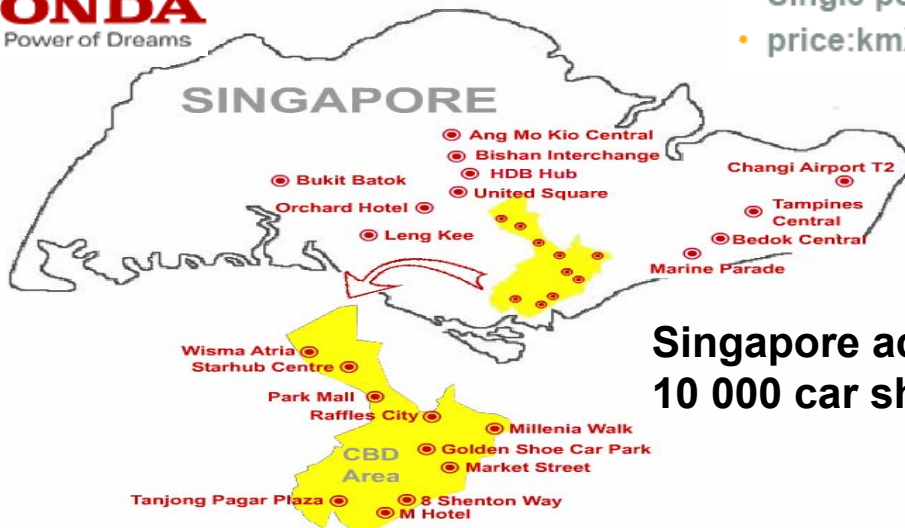 ONDA
Power of Dreams
Single
• price:km
SINGAPORE
Ang Mo Kio Central
Bishan Interchange
HDB Hub
United Square
Bukit Batok
Orchard Hotel
Leng Kee
Changi Airport T2
Tampines
Central
Bedok Central
Marine Parade
Singapore
10 000 car
Wisma Atria
Starhub Centre
Park Mall
Raffles City
Millenia Walk
Golden Shoe Car Park
Market Street
CBD
Area
Tanjong Pagar Plaza
8 Shenton Way
M Hotel